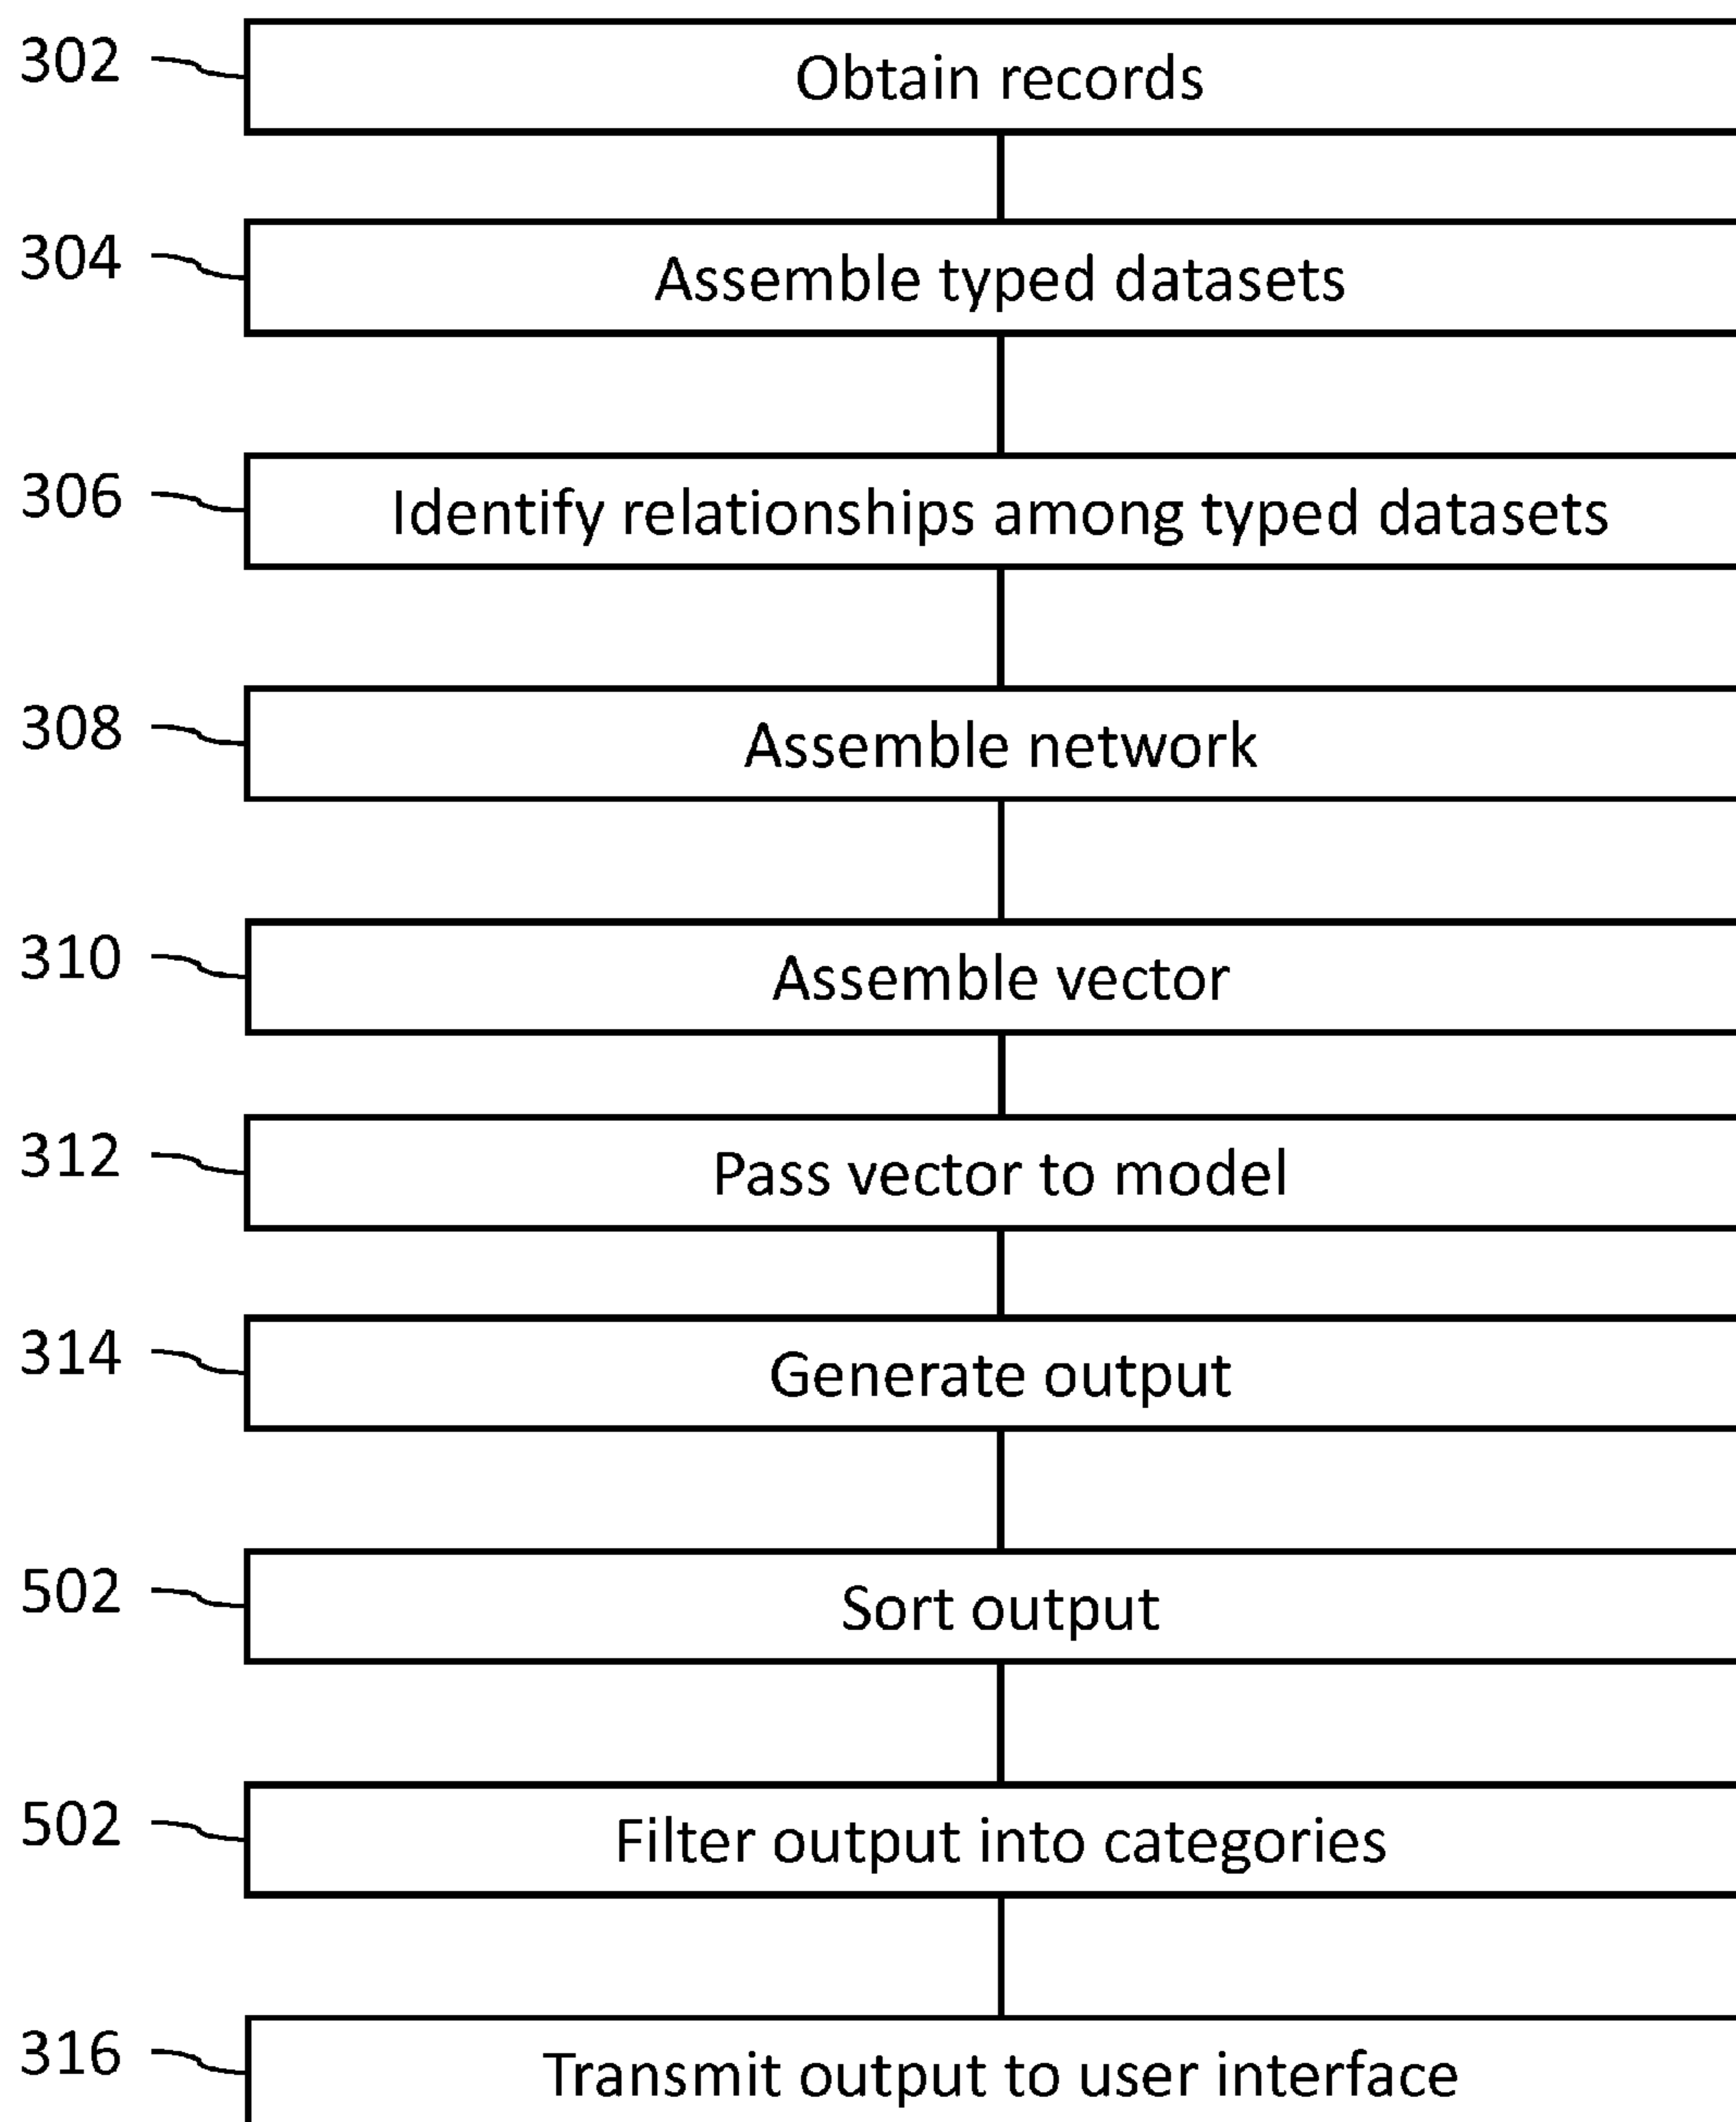 302 Obtain records
304 Assemble typed datasets
306 Identify relationships among typed datasets
308 Assemble network
310 Assemble vector
312 Pass vector to model
314 Generate output
502 Sort output
502 Filter output into categories
316 Transmit output to user interface